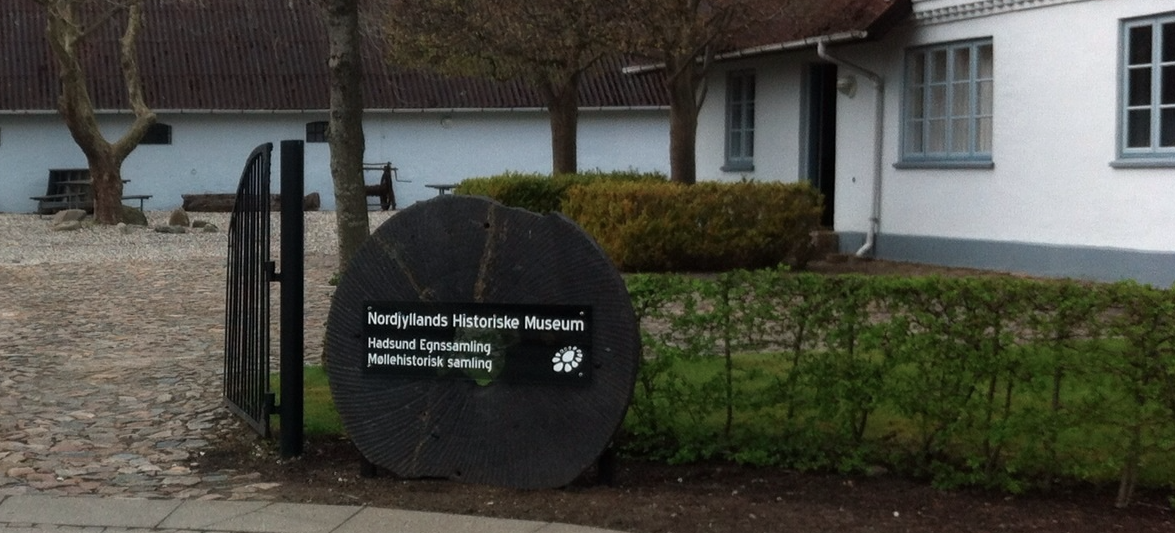 Nordjyllands Historiske Museum
Hadsund Egnssamling
Møllehistorisk samling